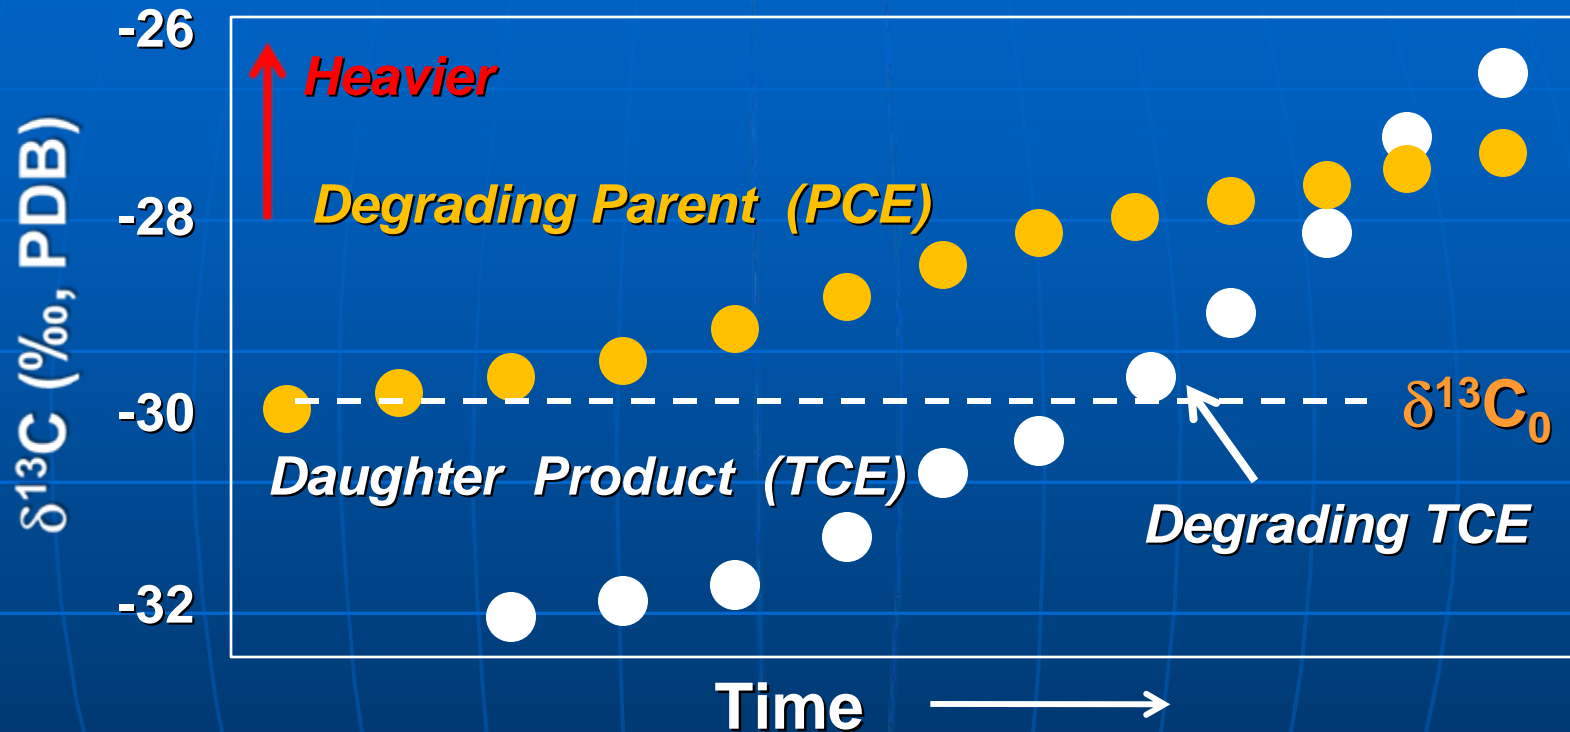 -26
Heavier
Degrading Parent (PCE)
-28
δ¹³C (‰, PDB)
-30
δ¹³C₀
Daughter Product (TCE)
Degrading TCE
-32
Time